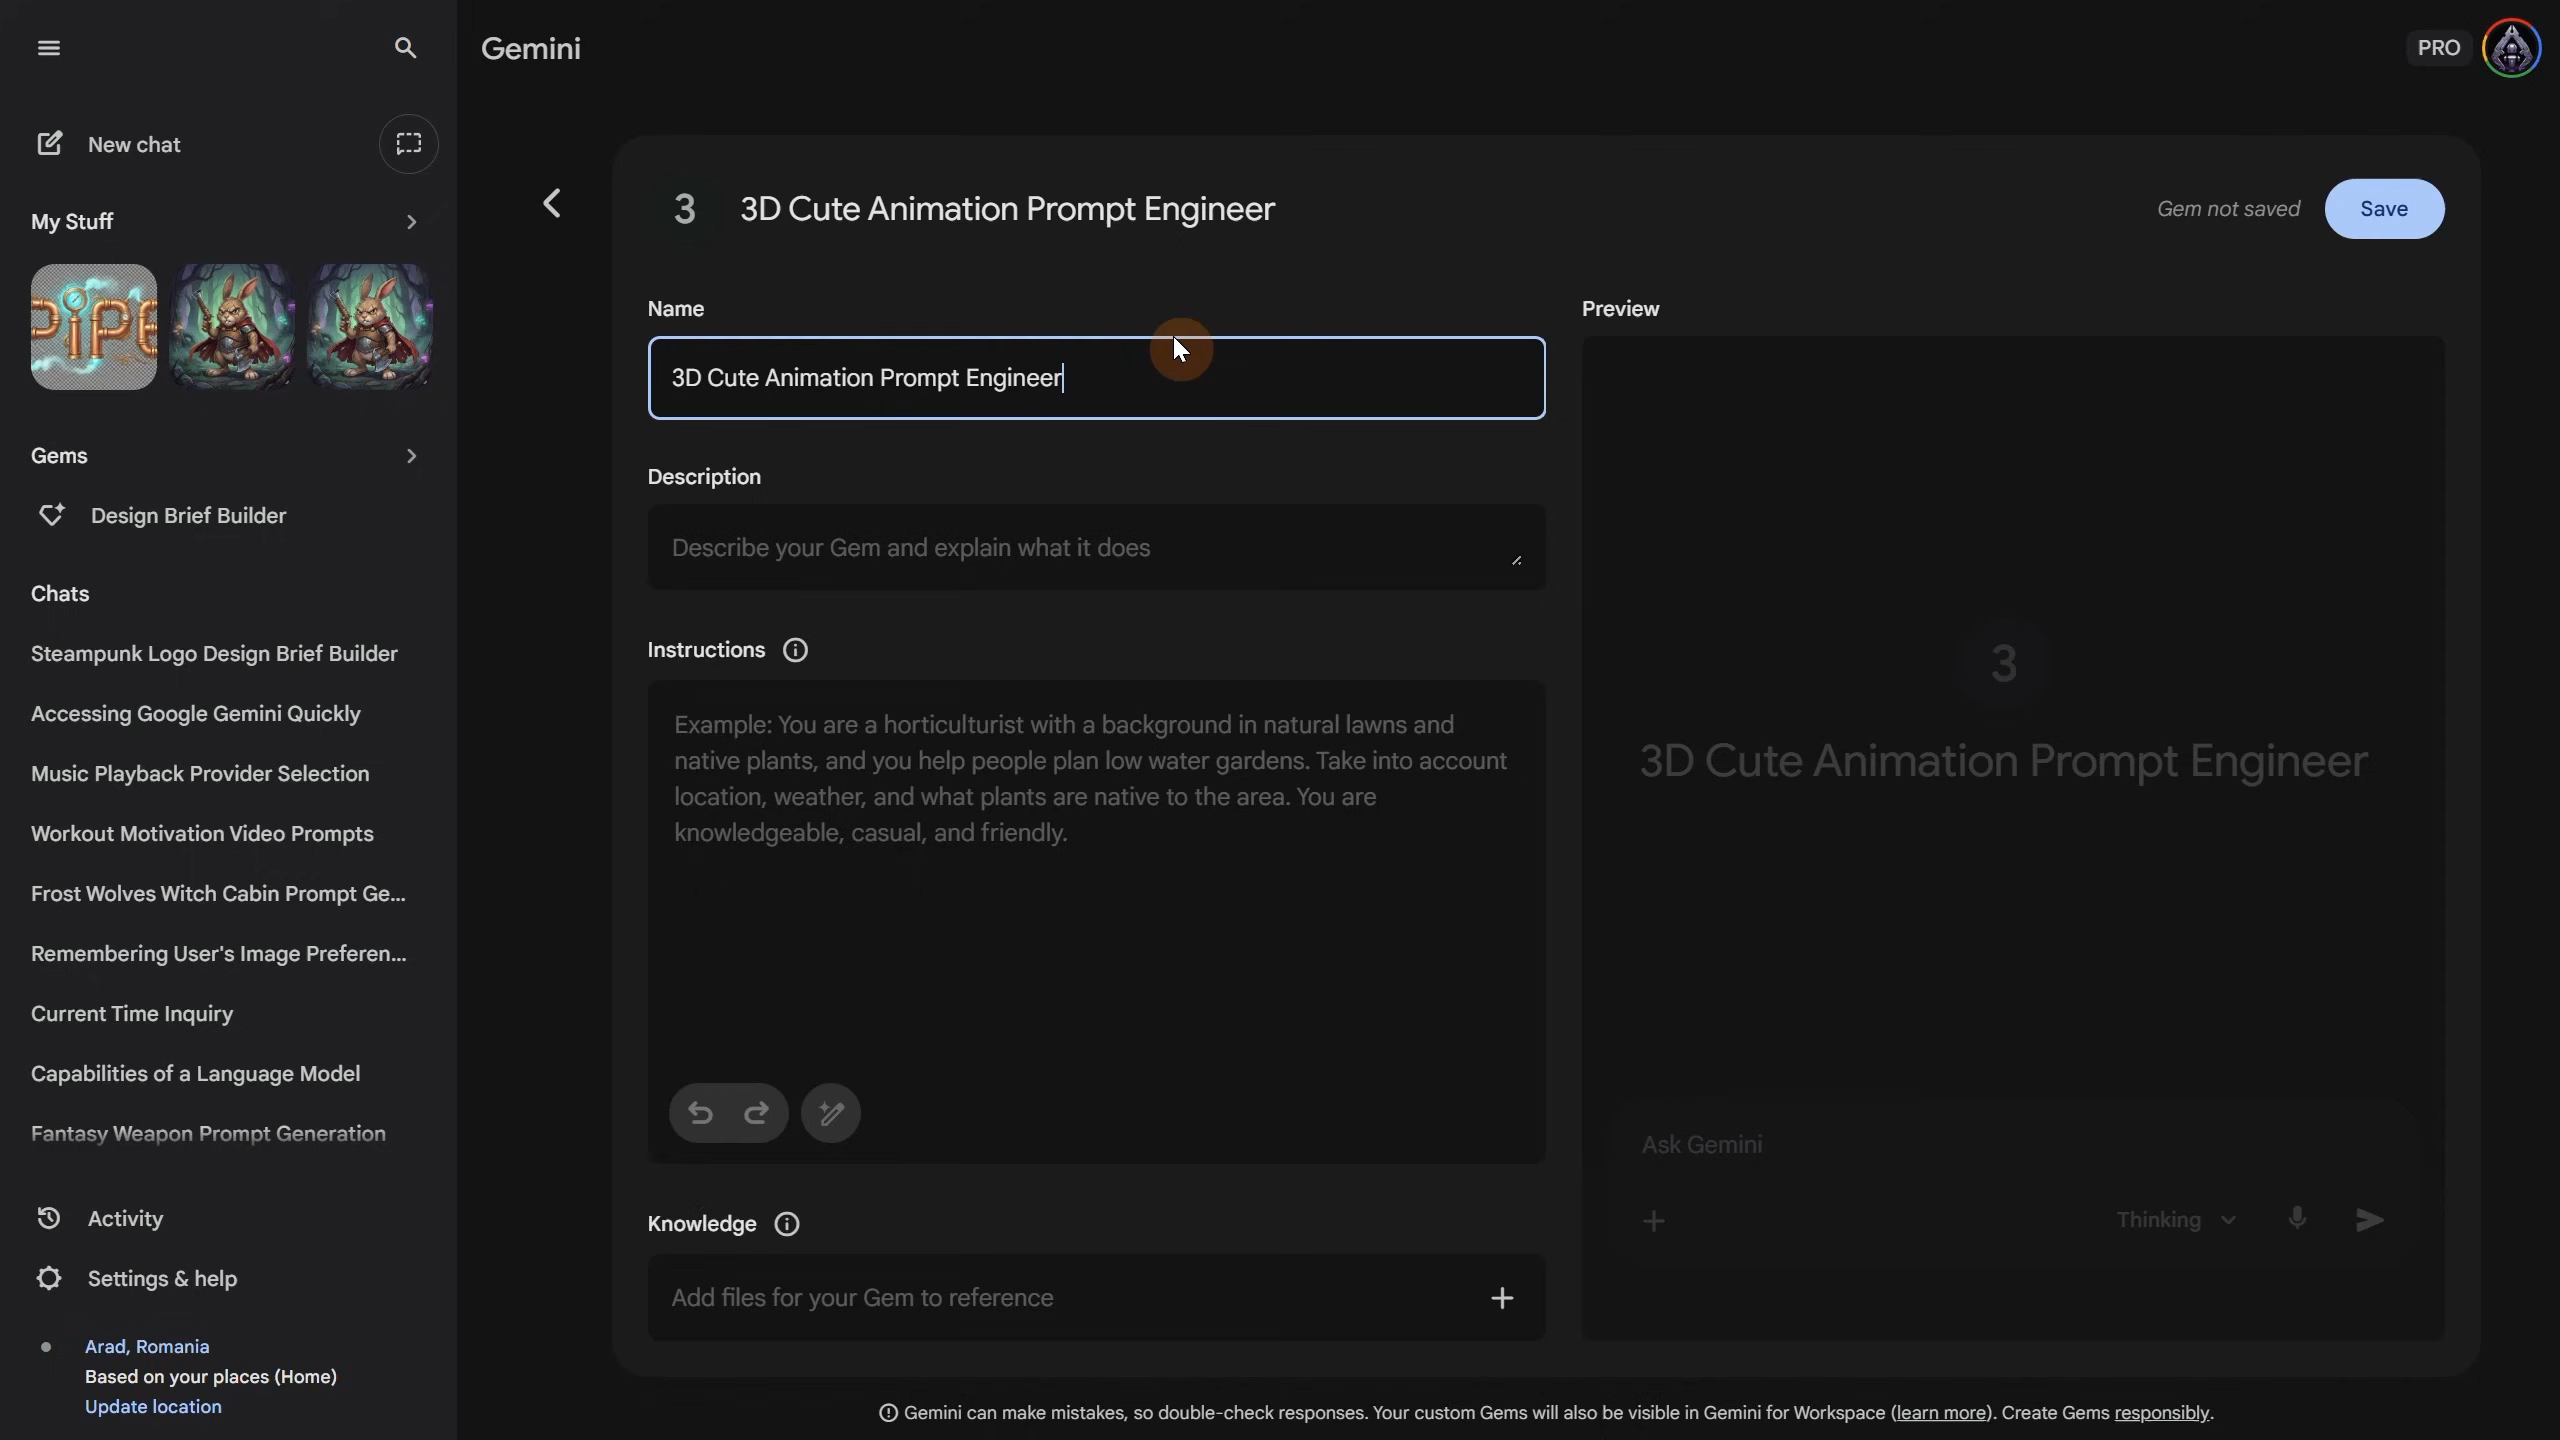 Gemini
PRO
New chat
My Stuff
PIPE
Gems
Design Brief Builder
Chats
Steampunk Logo Design Brief Builder
Accessing Google Gemini Quickly
Music Playback Provider Selection
Workout Motivation Video Prompts
Frost Wolves Witch Cabin Prompt Ge...
Remembering User's Image Preferen...
Current Time Inquiry
Capabilities of a Language Model
Fantasy Weapon Prompt Generation
Activity
Settings & help
Arad, Romania
Based on your places (Home)
Update location
3 3D Cute Animation Prompt Engineer
Gem not saved
Save
Name
3D Cute Animation Prompt Engineer
Description
Describe your Gem and explain what it does
Instructions
Example: You are a horticulturist with a background in natural lawns and
native plants, and you help people plan low water gardens. Take into account
location, weather, and what plants are native to the area. You are
knowledgeable, casual, and friendly.
Knowledge
Add files for your Gem to reference
Preview
3
3D Cute Animation Prompt Engineer
Ask Gemini
Thinking
Gemini can make mistakes, so double-check responses. Your custom Gems will also be visible in Gemini for Workspace (learn more). Create Gems responsibly.